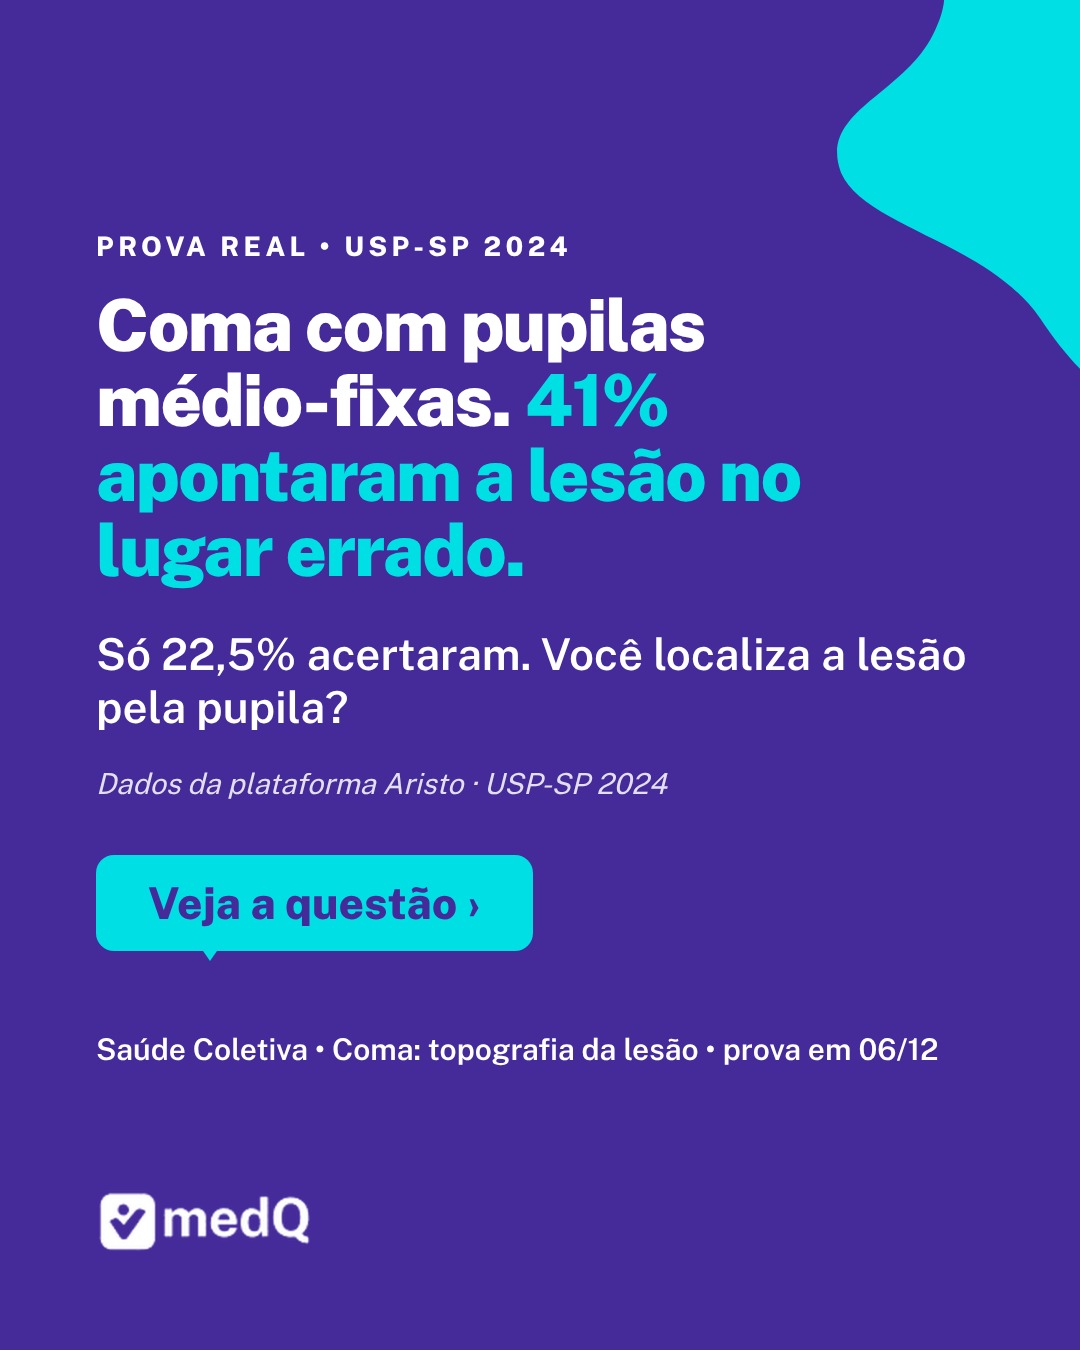 PROVA REAL • USP-SP 2024
Coma com pupilas
médio-fixas. 41%
apontaram a lesão no
lugar errado.
Só 22,5% acertaram. Você localiza a lesão
pela pupila?
Dados da plataforma Aristo · USP-SP 2024
Veja a questão ›
Saúde Coletiva • Coma: topografia da lesão • prova em 06/12
medQ